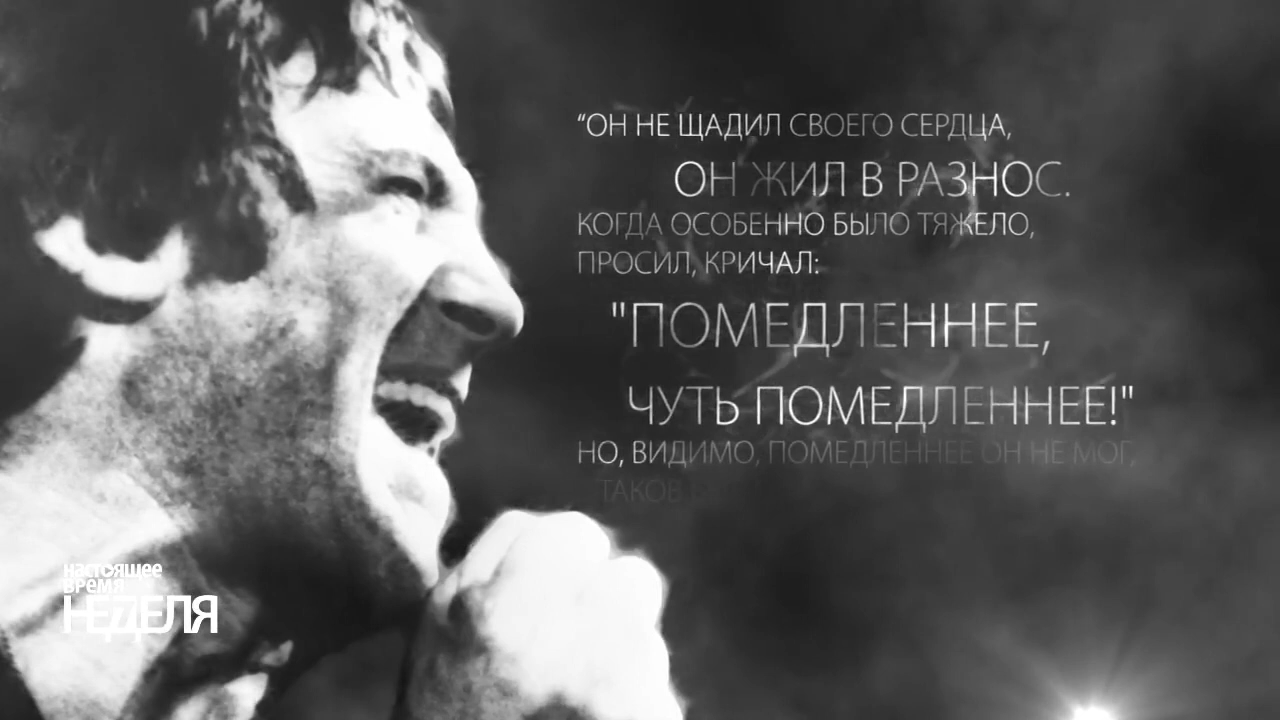 “ОН НЕ ЩАДИЛ СВОЕГО СЕРДЦА,
ОН ЖИЛ В РАЗНОС.
КОГДА ОСОБЕННО БЫЛО ТЯЖЕЛО,
ПРОСИЛ, КРИЧАЛ:
"ПОМЕДЛЕННЕЕ,
ЧУТЬ ПОМЕДЛЕННЕЕ!"
НО, ВИДИМО, ПОМЕДЛЕННЕЕ ОН НЕ МОГ,
ТАКОВ
настоящее
время
НЕДЕЛЯ